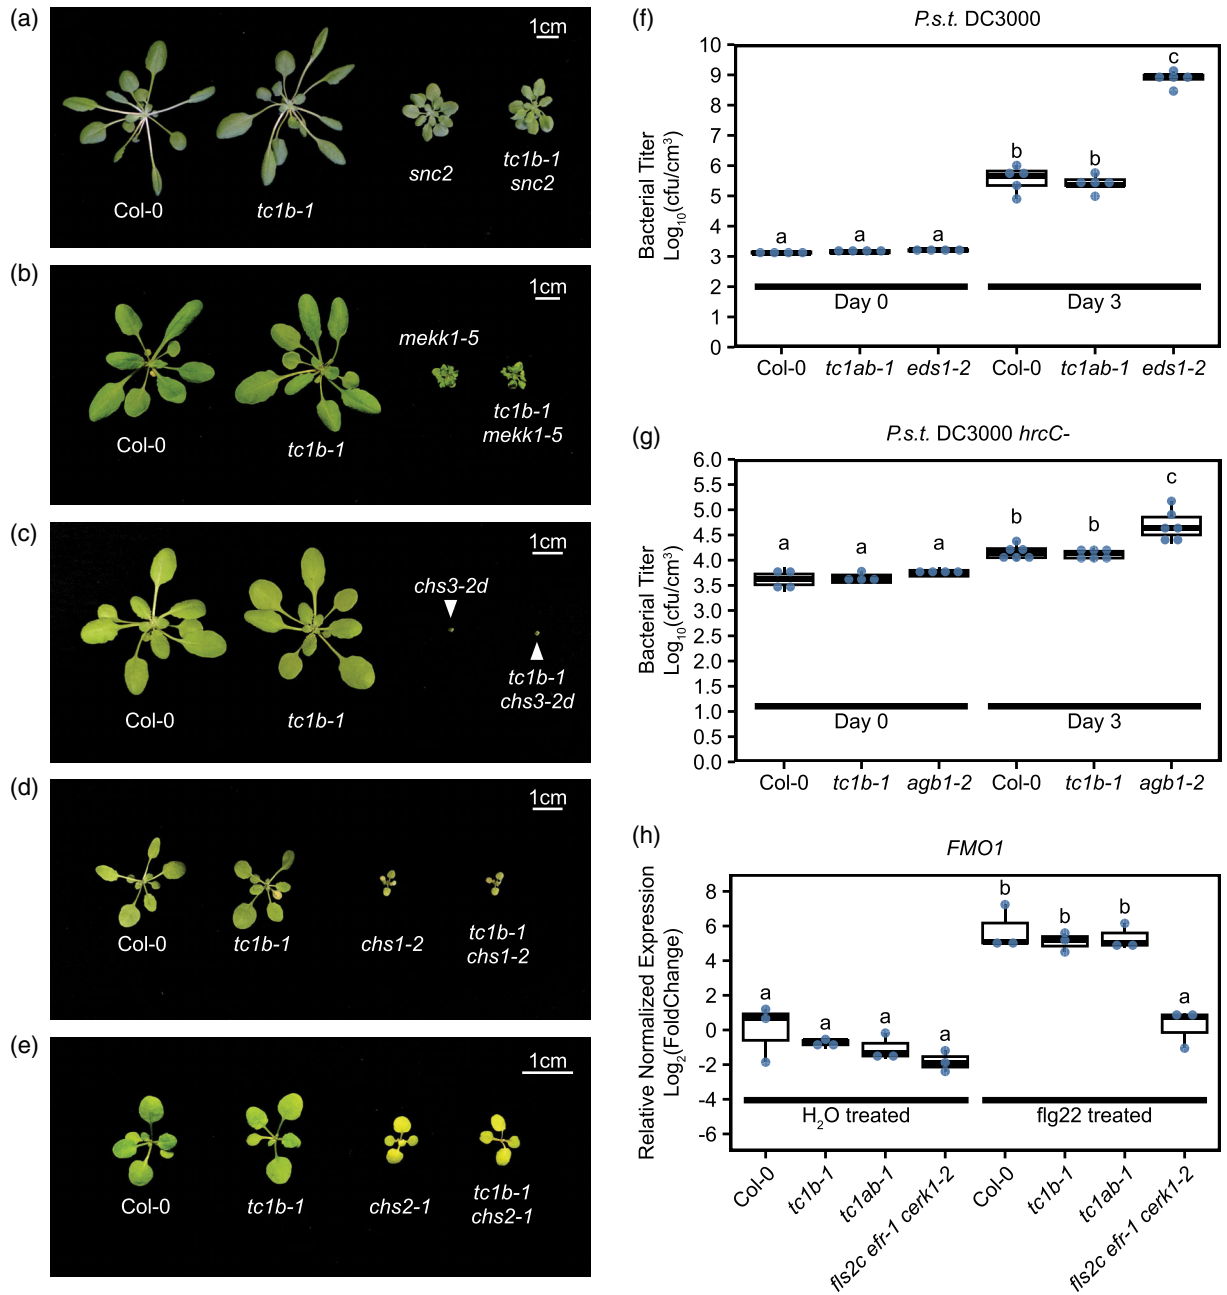 (a)
1cm
Col-0
tc1b-1
snc2
tc1b-1
snc2
(b)
1cm
mekk1-5
Col-0
tc1b-1
tc1b-1
mekk1-5
(c)
1cm
chs3-2d
Col-0
tc1b-1
tc1b-1
chs3-2d
(d)
1cm
Col-0
tc1b-1
chs1-2
tc1b-1
chs1-2
(e)
1cm
Col-0
tc1b-1
chs2-1
tc1b-1
chs2-1
(f)
P.s.t. DC3000
Bacterial Titer
Log10(cfu/cm³)
10
9
8
7
6
5
4
3
2
1
0
a
a
a
b
b
c
Day 0
Day 3
Col-0
tc1ab-1
eds1-2
Col-0
tc1ab-1
eds1-2
(g)
P.s.t. DC3000 hrcC-
Bacterial Titer
Log10(cfu/cm³)
6.0
5.5
5.0
4.5
4.0
3.5
3.0
2.5
2.0
1.5
1.0
0.5
0.0
a
a
a
b
b
c
Day 0
Day 3
Col-0
tc1b-1
agb1-2
Col-0
tc1b-1
agb1-2
(h)
FMO1
Relative Normalized Expression
Log2(FoldChange)
8
6
4
2
0
-2
-4
-6
a
a
a
a
b
b
b
a
H2O treated
flg22 treated
Col-0
tc1b-1
tc1ab-1
fls2c efr-1 cerk1-2
Col-0
tc1b-1
tc1ab-1
fls2c efr-1 cerk1-2